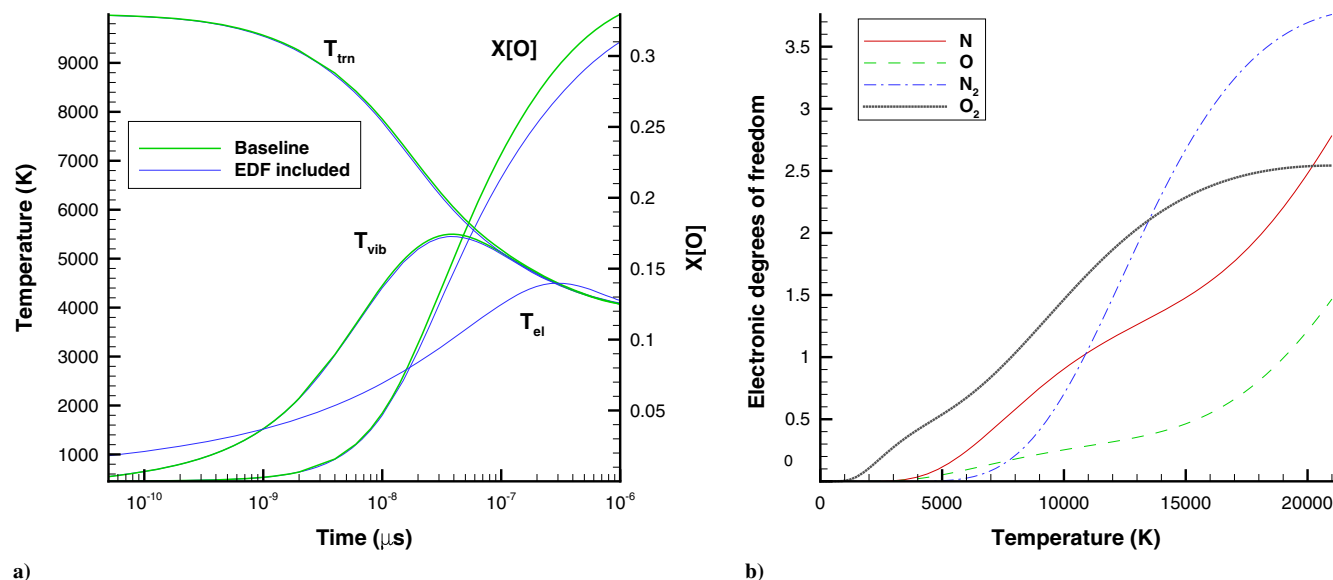 T_trn
X[O]
Baseline
EDF included
T_vib
T_el
Temperature (K)
9000
8000
7000
6000
5000
4000
3000
2000
1000
X[O]
0.3
0.25
0.2
0.15
0.1
0.05
10^-10
10^-9
10^-8
10^-7
10^-6
Time (μs)
a)
N
O
N₂
O₂
Electronic degrees of freedom
3.5
3
2.5
2
1.5
1
0.5
0
0
5000
10000
15000
20000
Temperature (K)
b)